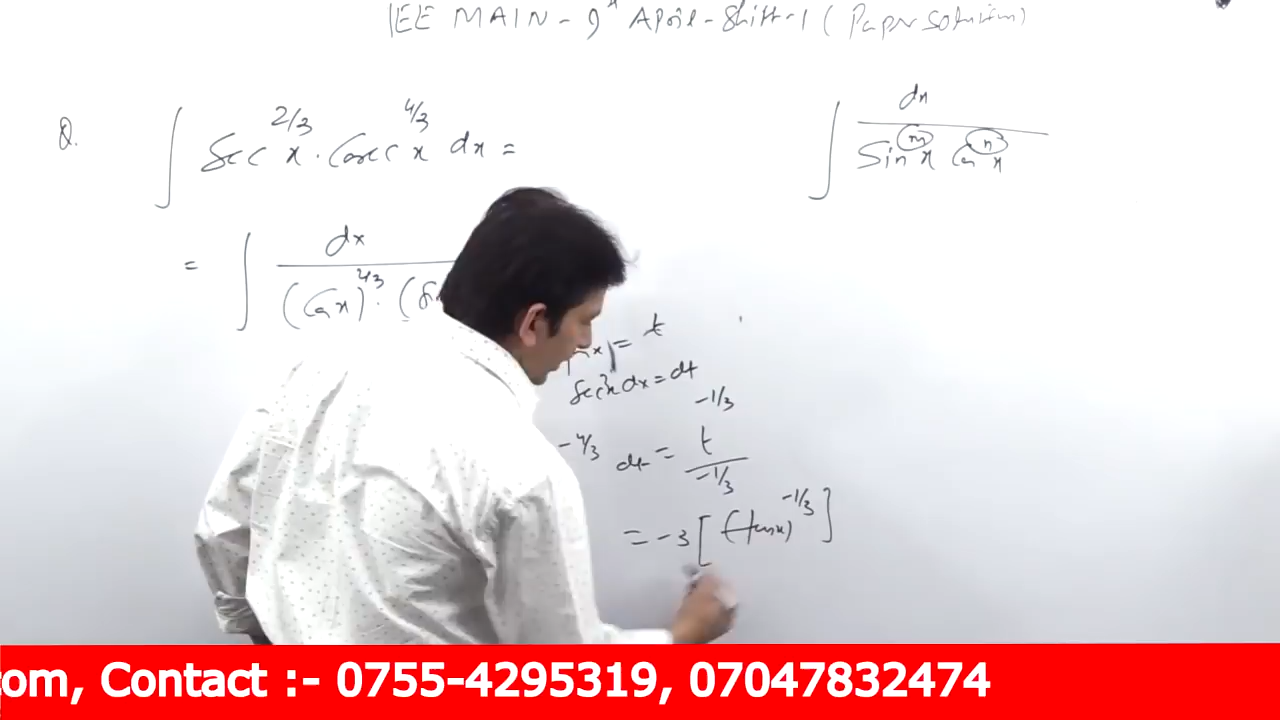 JEE MAIN - 9th April - Shift - 1 (Paper solution)
Q. ∫ Sec^2/3 x . Cosec^4/3 x dx =
∫ dx / Sin^m x Cos^n x
= ∫ dx / (Cos x)^2/3 . (Sin
x) = t
Sec²x dx = dt
-4/3 dt = t^-1/3 / -1/3
= -3 [ (tan x)^-1/3 ]
com, Contact :- 0755-4295319, 07047832474